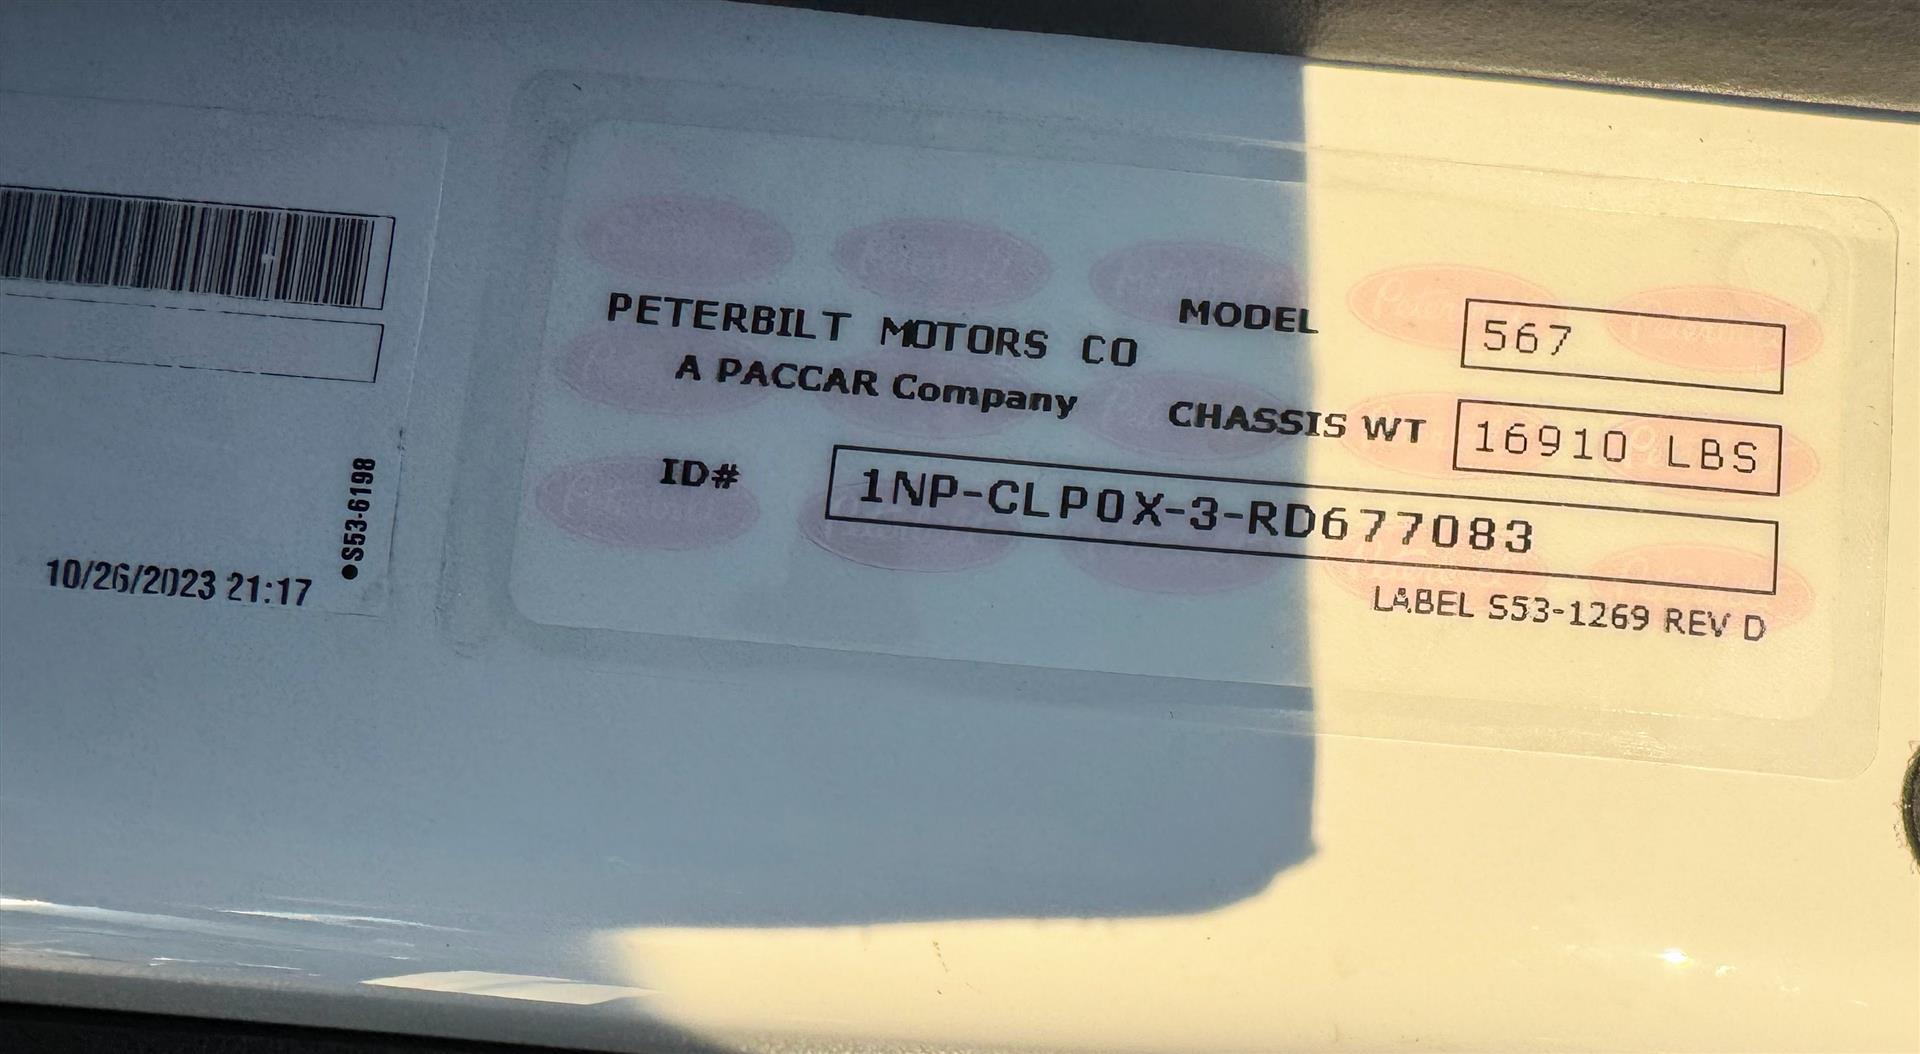 PETERBILT MOTORS CO
A PACCAR Company
MODEL 567
CHASSIS WT 16910 LBS
ID# 1NP-CLP0X-3-RD677083
LABEL S53-1269 REV D
●S53-6198
10/26/2023 21:17